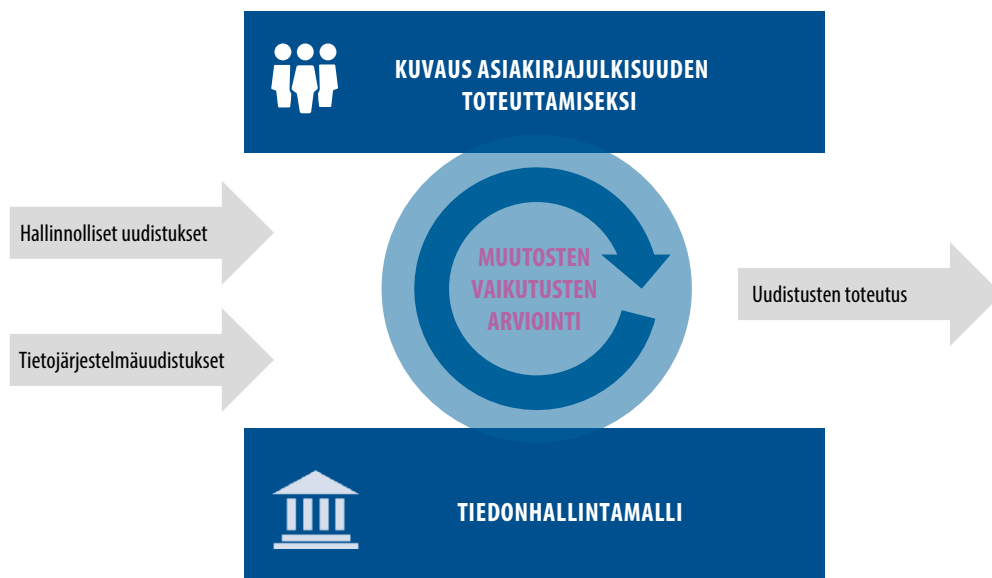 KUVAUS ASIAKIRJAJULKISUUDEN
TOTEUTTAMISEKSI
Hallinnolliset uudistukset
Tietojärjestelmäuudistukset
MUUTOSTEN
VAIKUTUSTEN
ARVIOINTI
Uudistusten toteutus
TIEDONHALLINTAMALLI